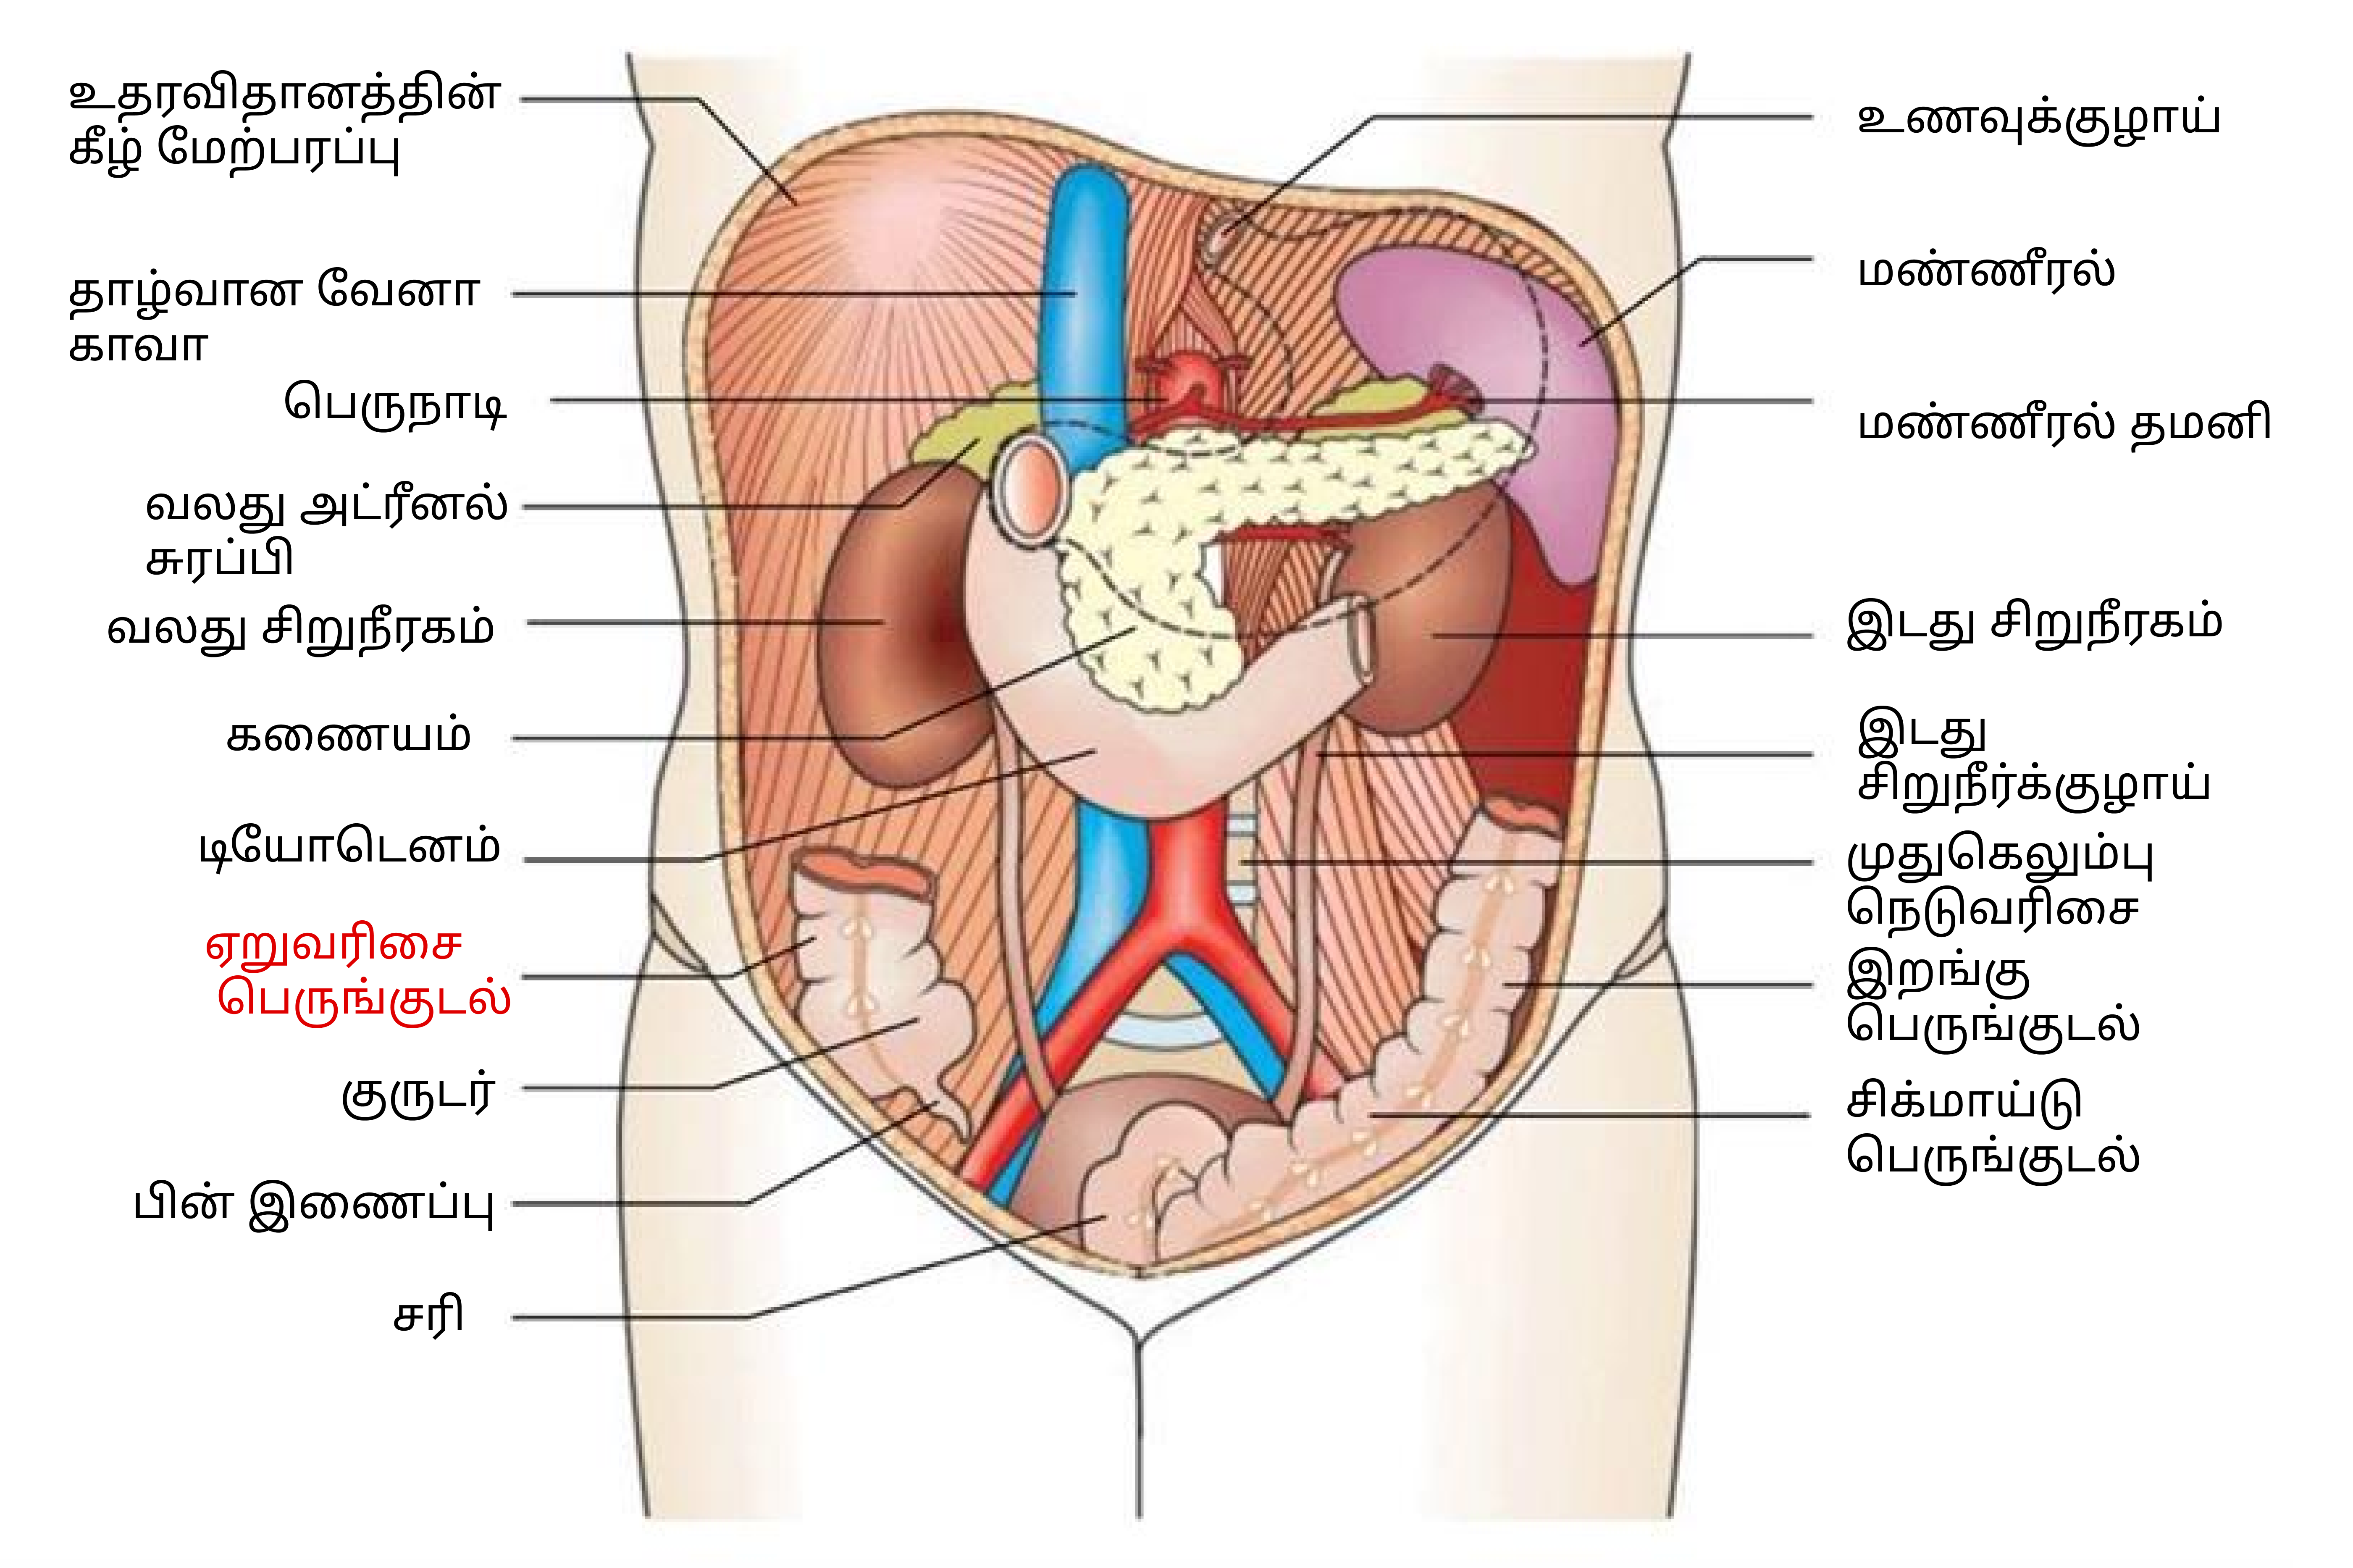 உதரவிதானத்தின்
கீழ் மேற்பரப்பு
தாழ்வான வேனா
காவா
பெருநாடி
வலது அட்ரீனல்
சுரப்பி
வலது சிறுநீரகம்
கணையம்
டியோடெனம்
ஏறுவரிசை
பெருங்குடல்
குருடர்
பின் இணைப்பு
சரி
உணவுக்குழாய்
மண்ணீரல்
மண்ணீரல் தமனி
இடது சிறுநீரகம்
இடது
சிறுநீர்க்குழாய்
முதுகெலும்பு
நெடுவரிசை
இறங்கு
பெருங்குடல்
சிக்மாய்டு
பெருங்குடல்